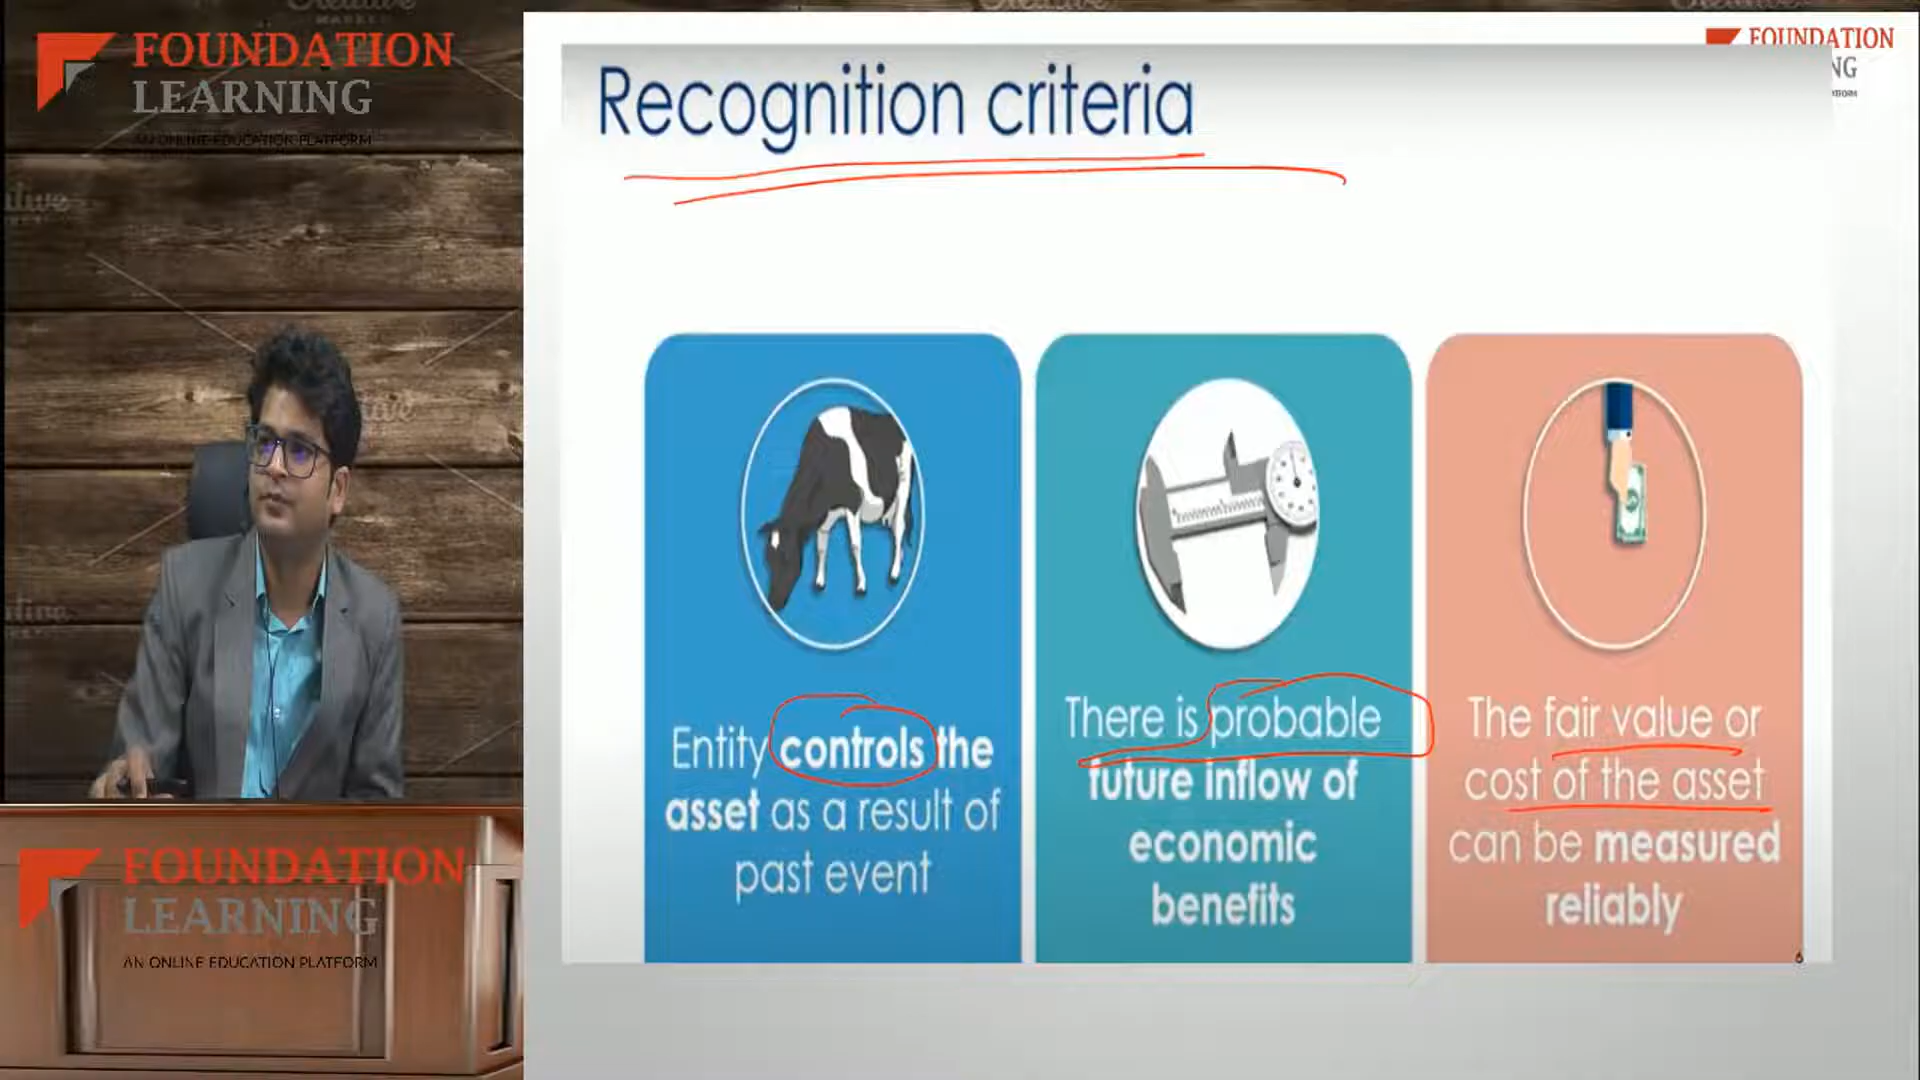 FOUNDATION
LEARNING
AN ONLINE EDUCATION PLATFORM
FOUNDATION
Recognition criteria
Entity controls the
asset as a result of
past event
There is probable
future inflow of
economic
benefits
The fair value or
cost of the asset
can be measured
reliably
6
FOUNDATION
LEARNING
AN ONLINE EDUCATION PLATFORM